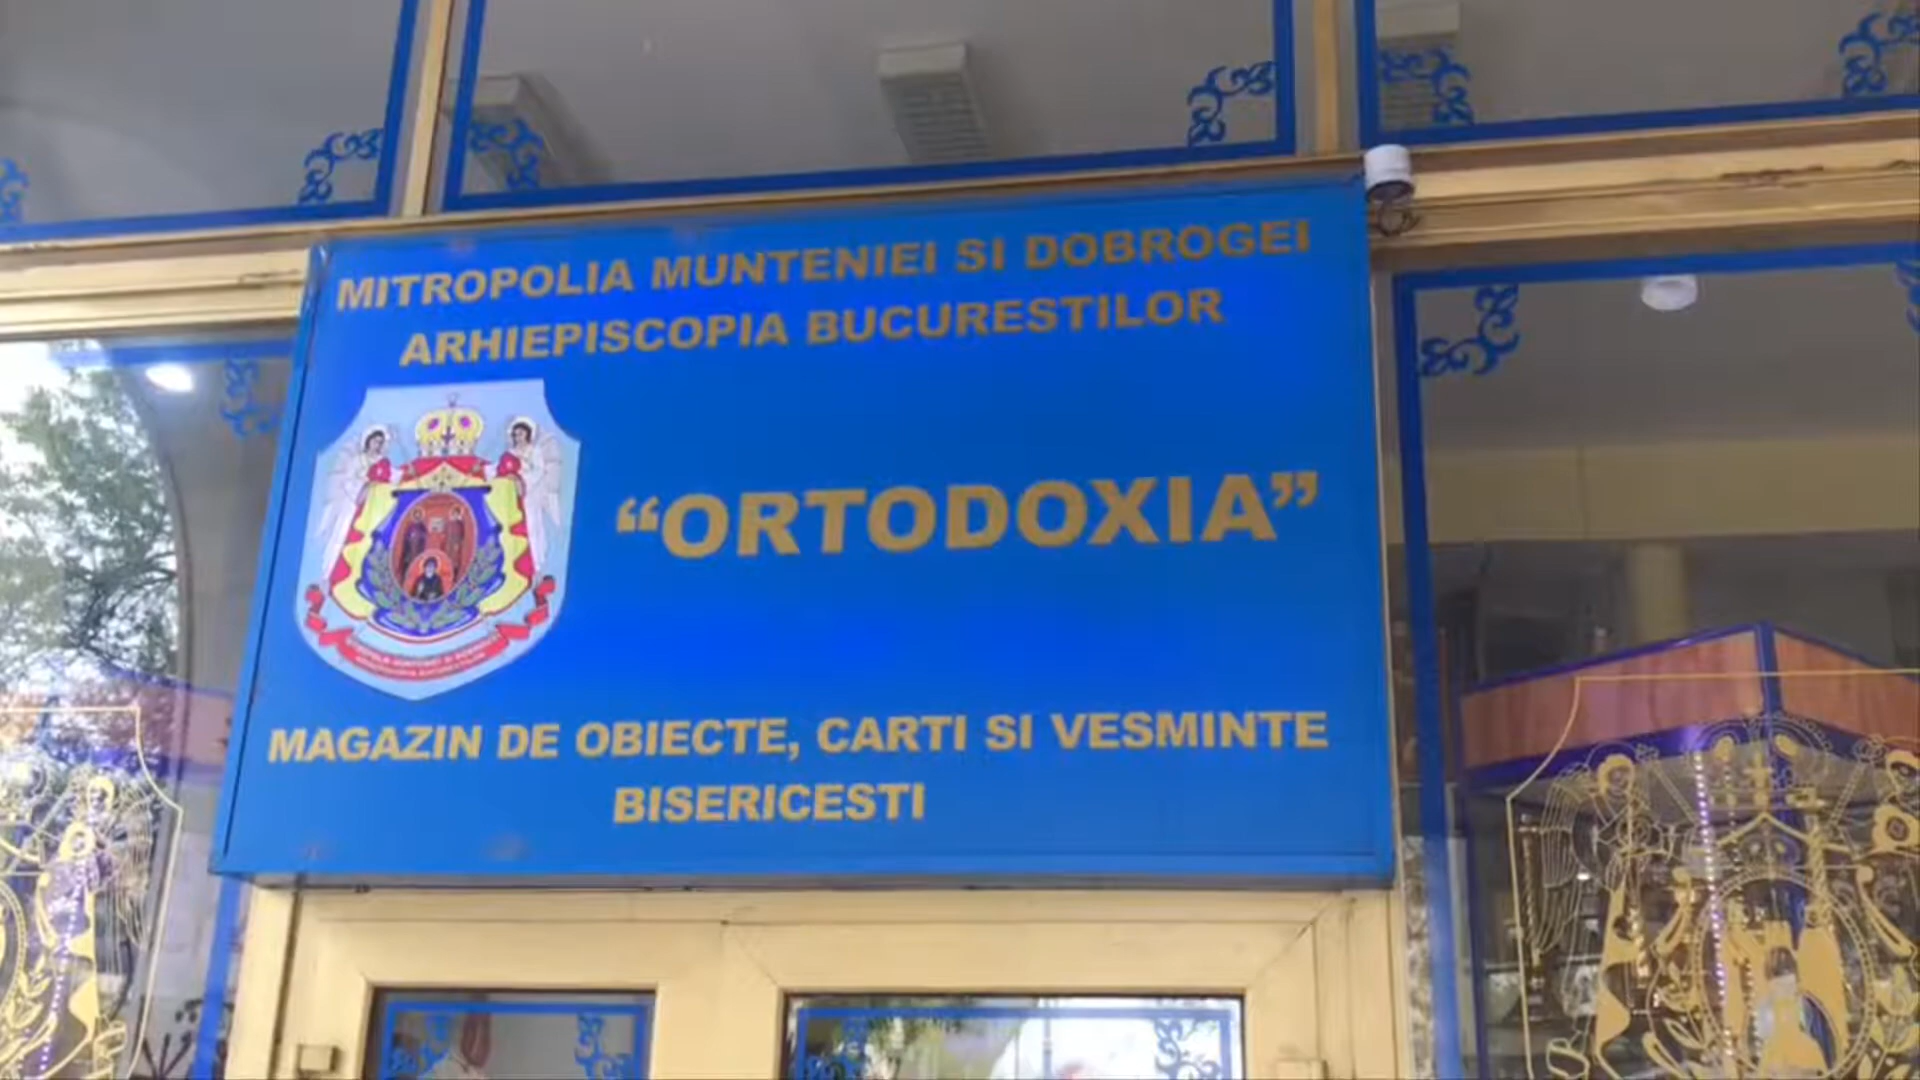 MITROPOLIA MUNTENIEI SI DOBROGEI
ARHIEPISCOPIA BUCURESTILOR
“ORTODOXIA”
MAGAZIN DE OBIECTE, CARTI SI VESMINTE
BISERICESTI